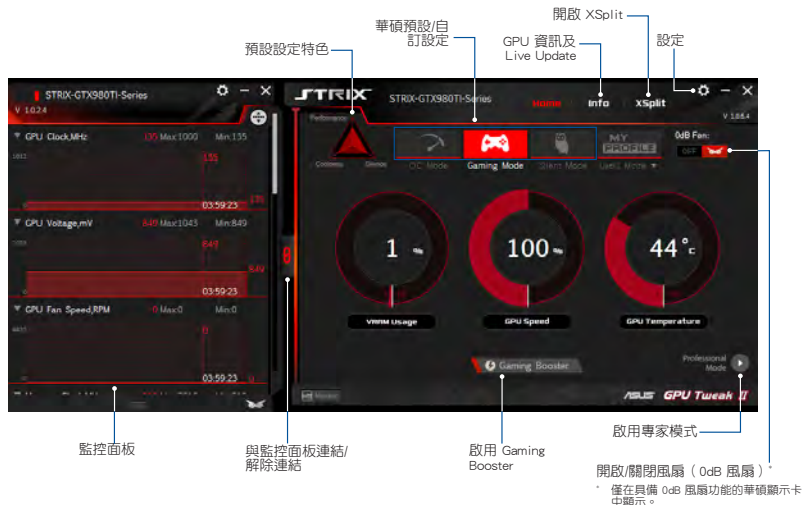 開啟 XSplit
華碩預設/自
訂設定
預設設定特色
GPU 資訊及
Live Update
設定
STRIX-GTX980TI-Series
V 1.0.2.4
GPU Clock,MHz 135 Max:1000 Min:135
135
135
03:59:23
GPU Voltage,mV 849 Max:1043 Min:849
849
849
03:59:23
GPU Fan Speed,RPM 0 Max:0 Min:0
0
0
03:59:23
STRIX STRIX-GTX980TI-Series Home Info XSplit
Performance
Coolness Silence
OC Mode Gaming Mode Silent Mode
MY
PROFILE
0dB Fan:
OFF
1 %
100 %
44°c
VRAM Usage GPU Speed GPU Temperature
Gaming Booster
Professional
Mode
Monitor
ASUS GPU Tweak II
監控面板
與監控面板連結/
解除連結
啟用 Gaming
Booster
啟用專家模式
開啟/關閉風扇（0dB 風扇）*
* 僅在具備 0dB 風扇功能的華碩顯示卡
中顯示。